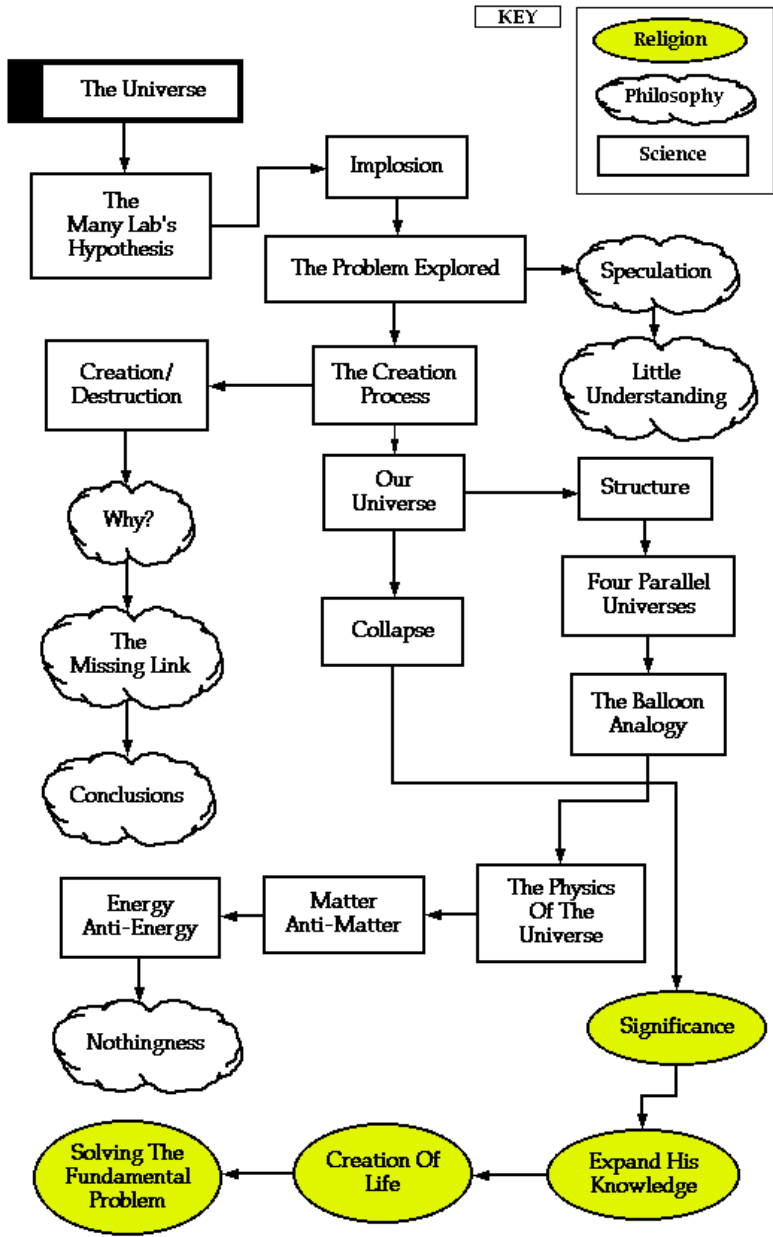 KEY
Religion
Philosophy
Science
The Universe
The
Many Lab's
Hypothesis
Implosion
The Problem Explored
Speculation
Little
Understanding
The Creation
Process
Creation/
Destruction
Why?
The
Missing Link
Conclusions
Our
Universe
Structure
Four Parallel
Universes
The Balloon
Analogy
Collapse
The Physics
Of The
Universe
Matter
Anti-Matter
Energy
Anti-Energy
Nothingness
Significance
Expand His
Knowledge
Creation Of
Life
Solving The
Fundamental
Problem